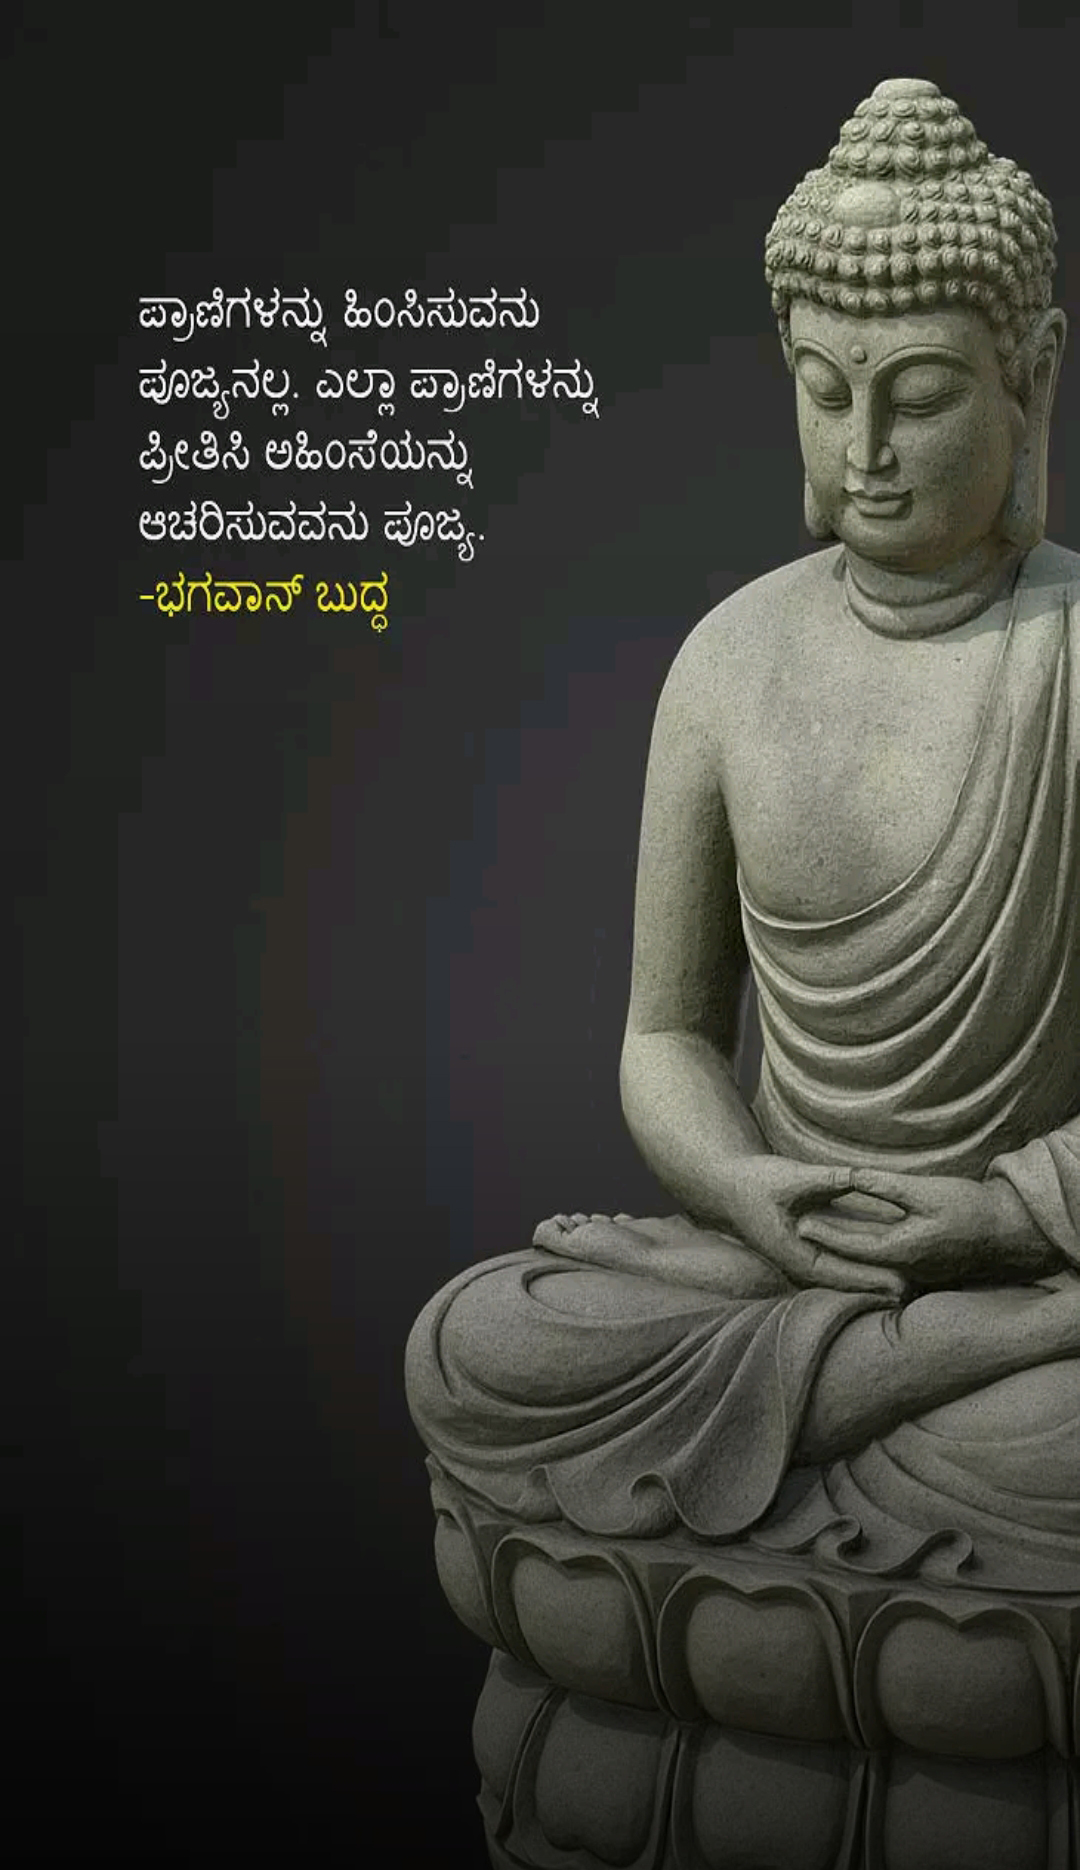 ಪ್ರಾಣಿಗಳನ್ನು ಹಿಂಸಿಸುವನು
ಪೂಜ್ಯನಲ್ಲ. ಎಲ್ಲಾ ಪ್ರಾಣಿಗಳನ್ನು
ಪ್ರೀತಿಸಿ ಅಹಿಂಸೆಯನ್ನು
ಆಚರಿಸುವವನು ಪೂಜ್ಯ.
-ಭಗವಾನ್ ಬುದ್ಧ